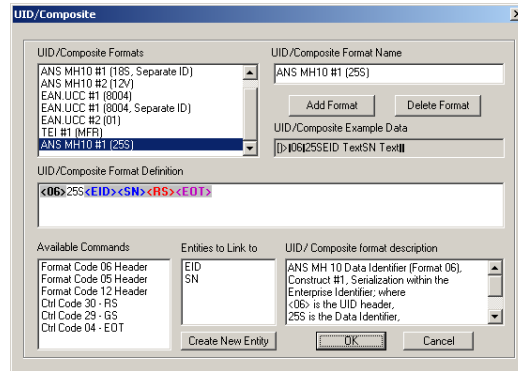 UID/Composite
UID/Composite Formats
ANS MH10 #1 (18S, Separate ID)
ANS MH10 #2 (12V)
EAN.UCC #1 (8004)
EAN.UCC #1 (8004, Separate ID)
EAN.UCC #2 (01)
TEI #1 (MFR)
ANS MH10 #1 (25S)
UID/Composite Format Name
ANS MH10 #1 (25S)
Add Format
Delete Format
UID/Composite Example Data
[)>‖06‖25SEID TextSN Text‖‖
UID/Composite Format Definition
<06>25S<EID><SN><RS><EOT>
Available Commands
Format Code 06 Header
Format Code 05 Header
Format Code 12 Header
Ctrl Code 30 - RS
Ctrl Code 29 - GS
Ctrl Code 04 - EOT
Entities to Link to
EID
SN
Create New Entity
UID/ Composite format description
ANS MH 10 Data Identifier (Format 06),
Construct #1, Serialization within the
Enterprise Identifier; where
<06> is the UID header,
25S is the Data Identifier,
OK
Cancel